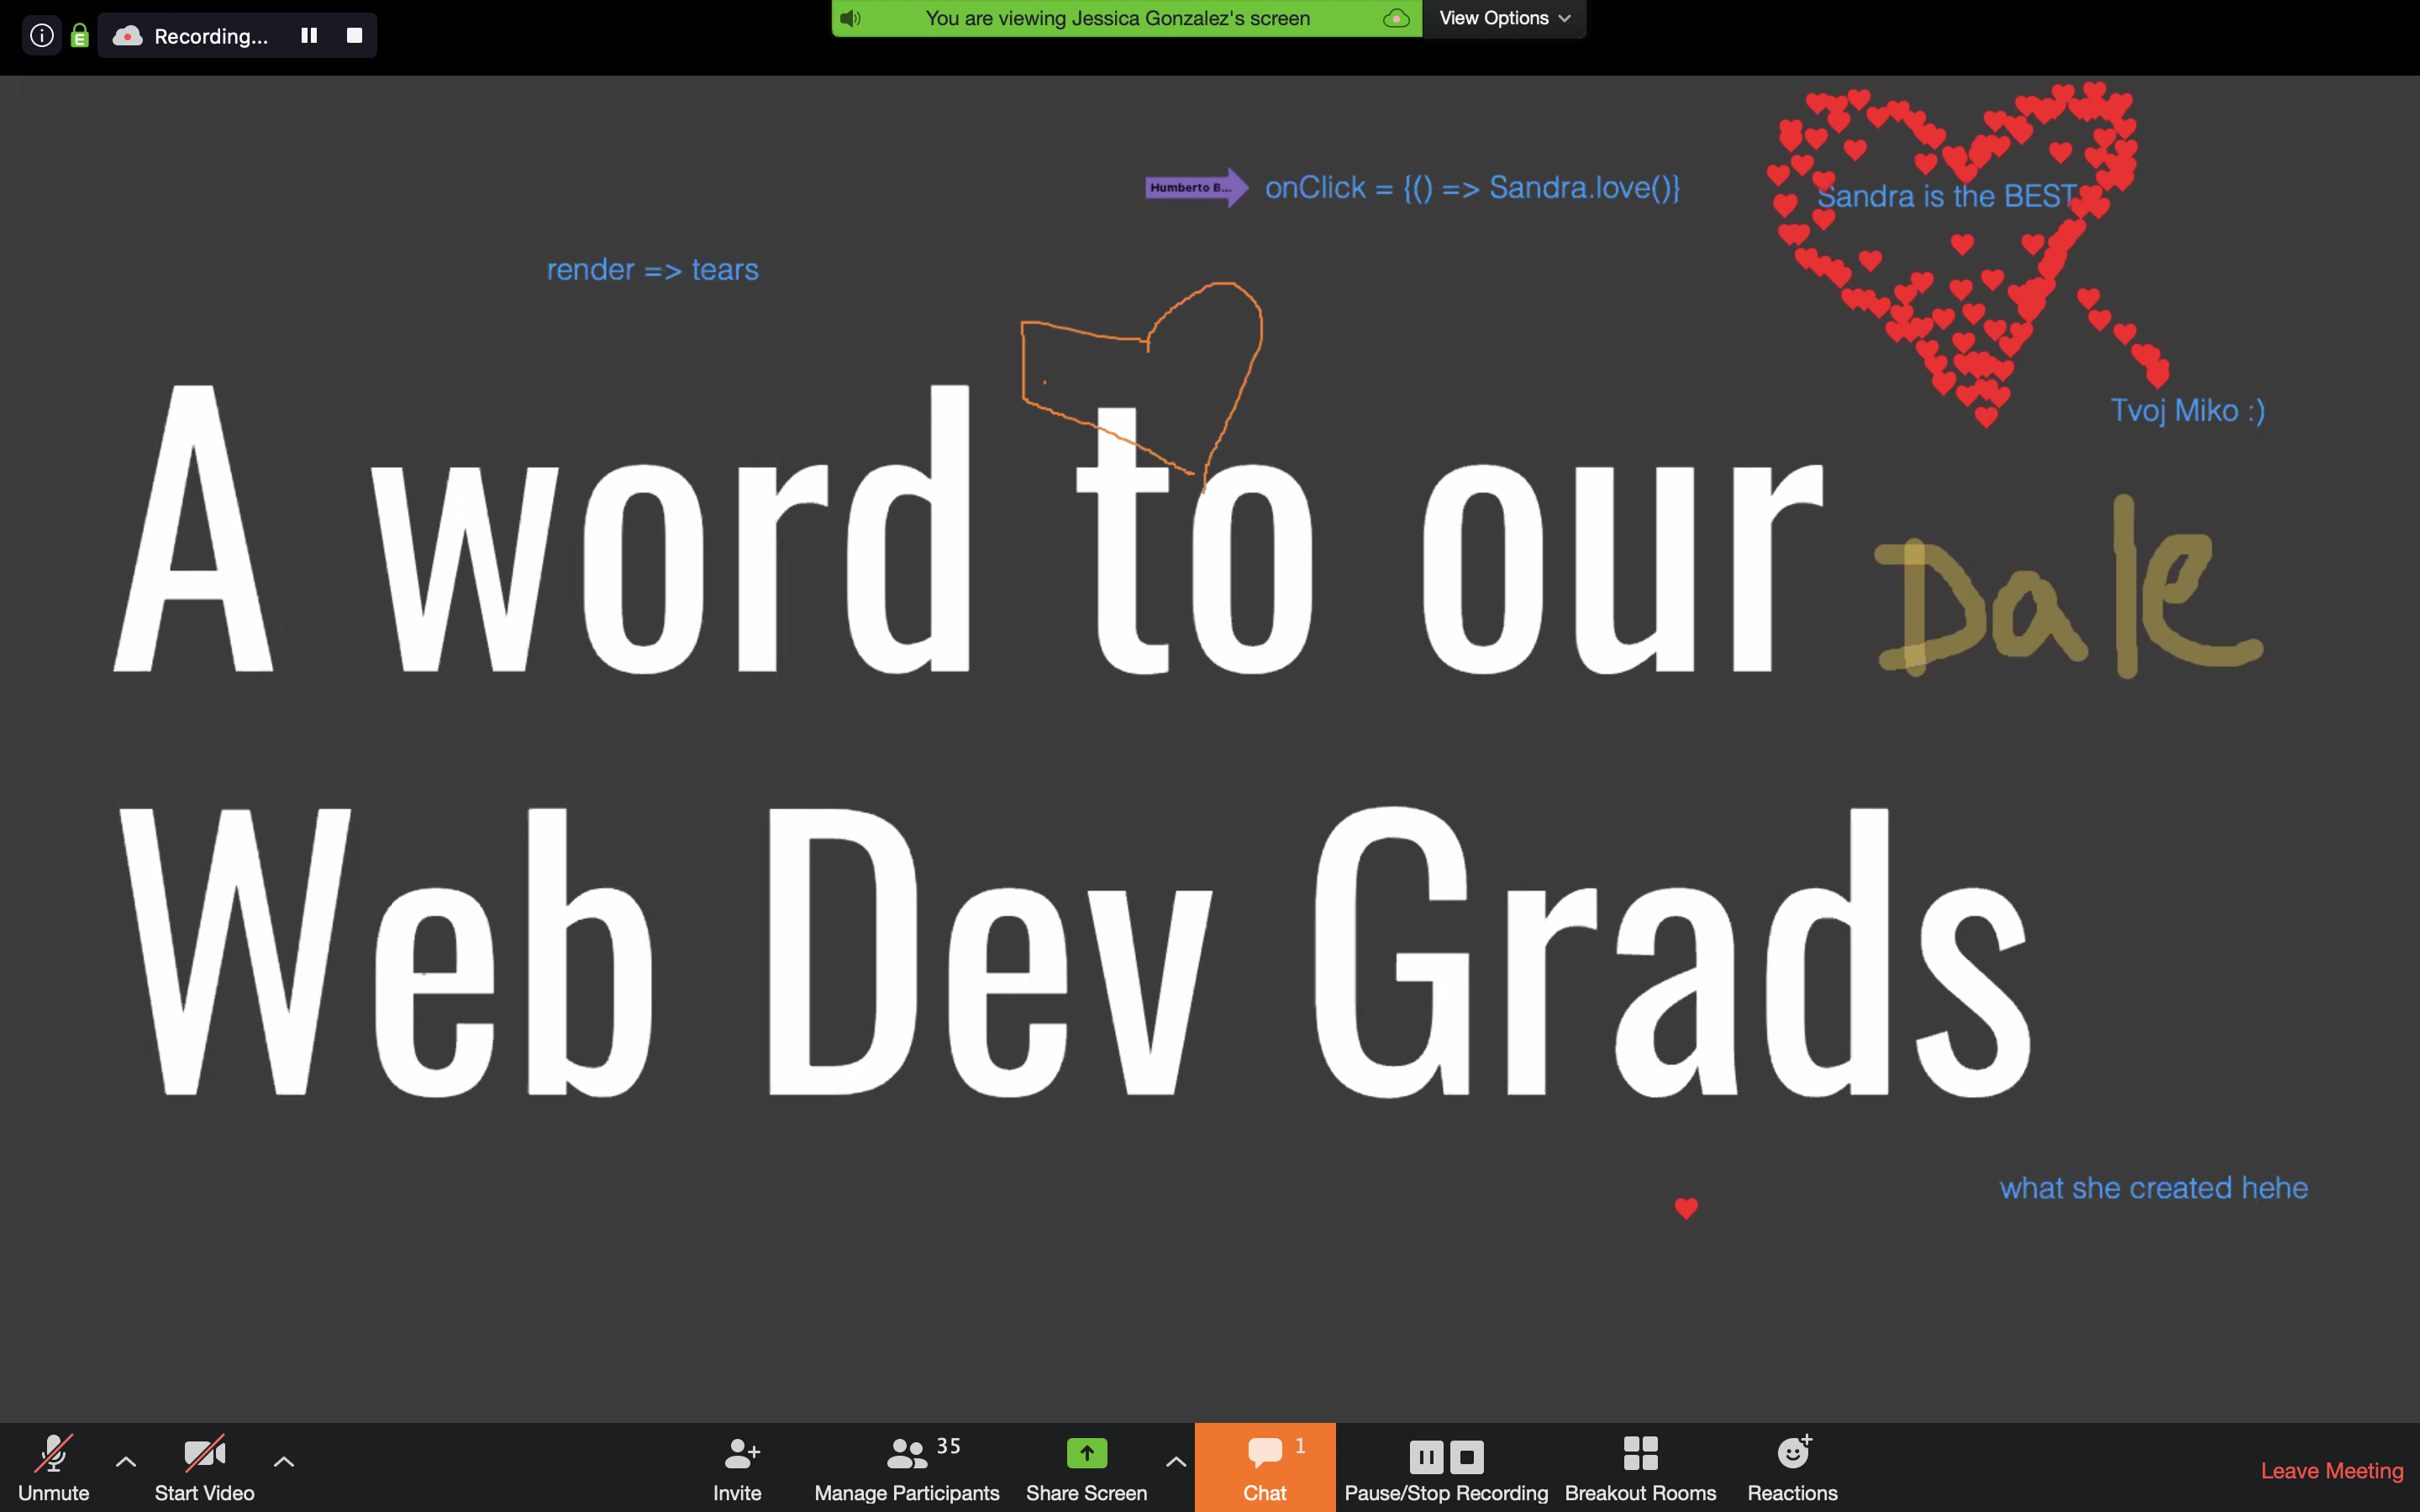 Recording...
You are viewing Jessica Gonzalez's screen
View Options
Humberto B... onClick = {() => Sandra.love()}
Sandra is the BEST
render => tears
Tvoj Miko :)
A word to our Dale
Web Dev Grads
what she created hehe
Unmute
Start Video
Invite
35
Manage Participants
Share Screen
1
Chat
Pause/Stop Recording
Breakout Rooms
Reactions
Leave Meeting